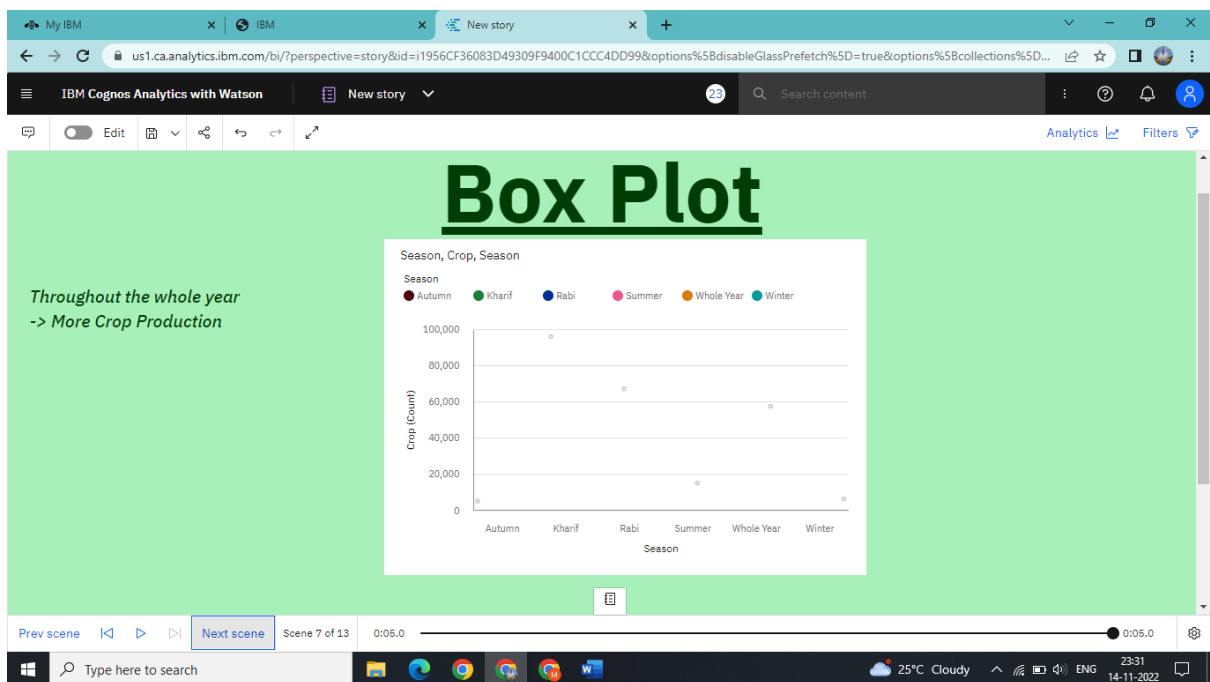 My IBM
IBM
New story
us1.ca.analytics.ibm.com/bi/?perspective=story&id=i1956CF36083D49309F9400C1CCC4DD99&options%5BdisableGlassPrefetch%5D=true&options%5Bcollections%5D...
IBM Cognos Analytics with Watson
New story
23
Search content
Edit
Analytics
Filters
Box Plot
Throughout the whole year
-> More Crop Production
Season, Crop, Season
Season
Autumn Kharif Rabi Summer Whole Year Winter
100,000
80,000
60,000
40,000
20,000
0
Crop (Count)
Autumn Kharif Rabi Summer Whole Year Winter
Season
Prev scene Next scene Scene 7 of 13 0:05.0 0:05.0
Type here to search
25°C Cloudy
ENG
23:31
14-11-2022